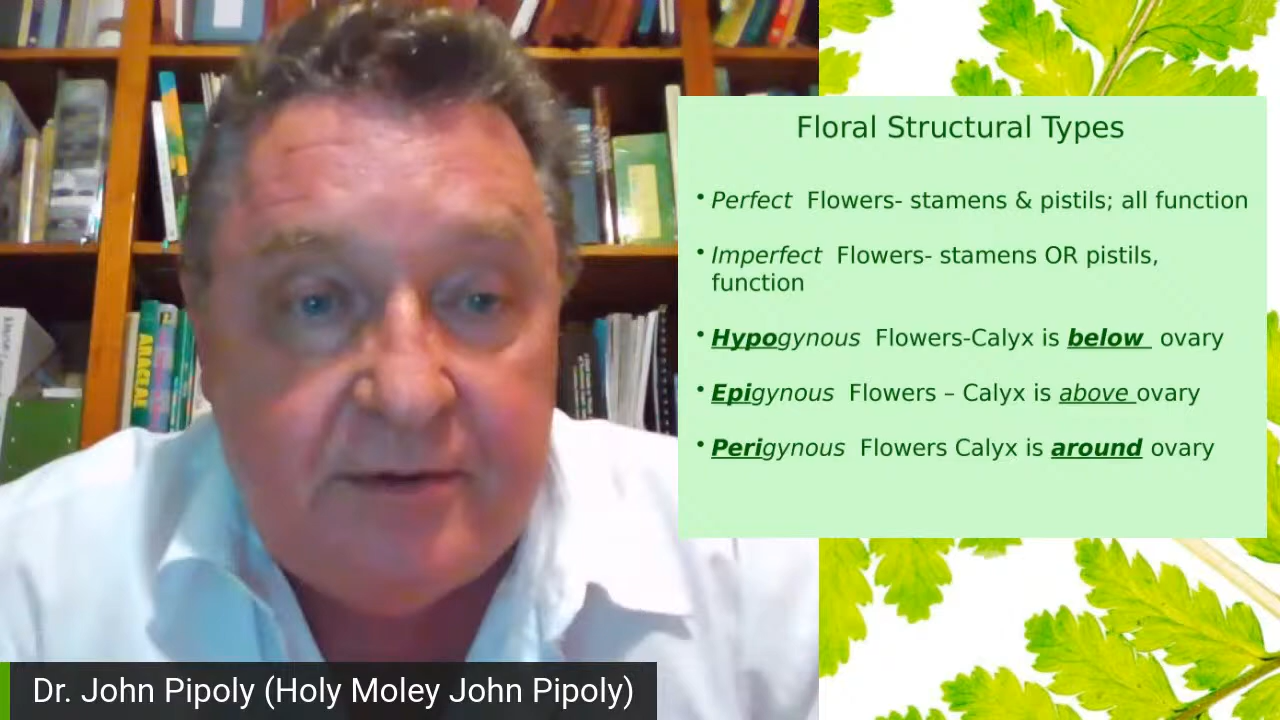 Floral Structural Types
• Perfect Flowers- stamens & pistils; all function
• Imperfect Flowers- stamens OR pistils,
function
• Hypogynous Flowers-Calyx is below ovary
• Epigynous Flowers – Calyx is above ovary
• Perigynous Flowers Calyx is around ovary
ARACEAE
Dr. John Pipoly (Holy Moley John Pipoly)